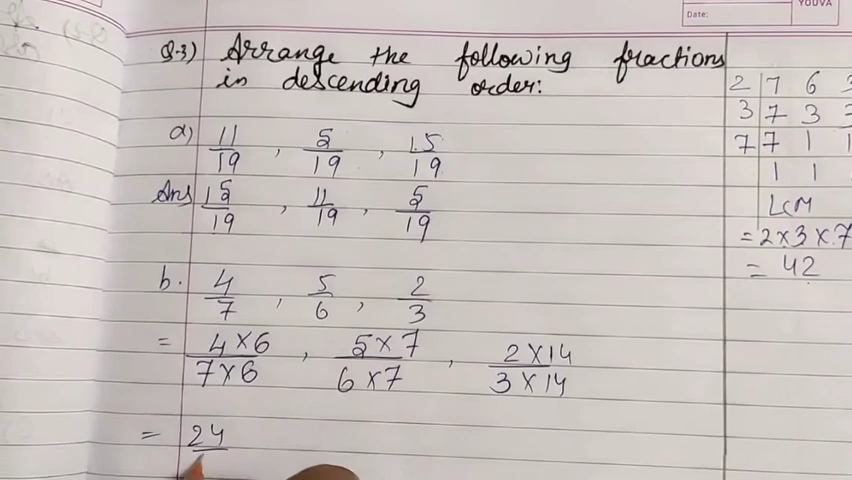 YOUVA
Date:
Q-3) Arrange the following fractions
in descending order:
a) 11/19 , 5/19 , 15/19
Ans 15/19 , 11/19 , 5/19
b. 4/7 , 5/6 , 2/3
= 4×6/7×6 , 5×7/6×7 , 2×14/3×14
= 24
2 7 6 3
3 7 3
7 7 1 1
1 1
LCM
= 2×3×7
= 42